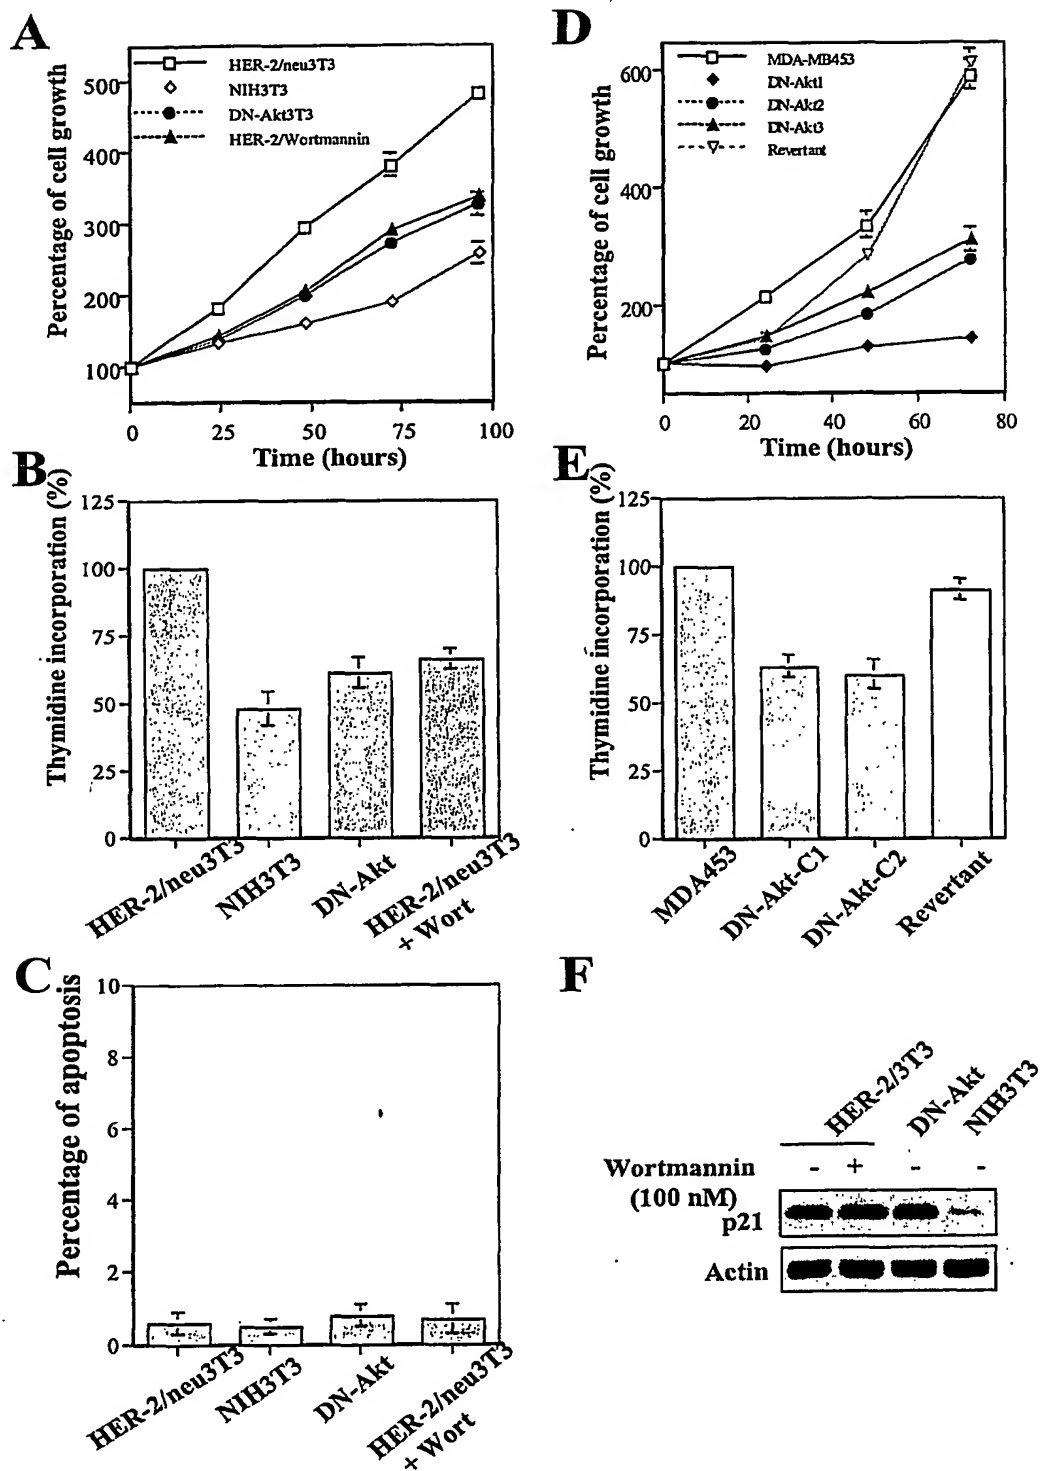 A
Percentage of cell growth
500
400
300
200
100
HER-2/neu3T3
NIH3T3
DN-Akt3T3
HER-2/Wortmannin
0
25
50
75
100
Time (hours)
D
Percentage of cell growth
600
400
200
MDA-MB453
DN-Akt1
DN-Akt2
DN-Akt3
Revertant
0
20
40
60
80
Time (hours)
B
Thymidine incorporation (%)
125
100
75
50
25
0
HER-2/neu3T3
NIH3T3
DN-Akt
HER-2/neu3T3
+ Wort
E
Thymidine incorporation (%)
125
100
75
50
25
0
MDA453
DN-Akt-C1
DN-Akt-C2
Revertant
C
Percentage of apoptosis
10
8
6
4
2
0
HER-2/neu3T3
NIH3T3
DN-Akt
HER-2/neu3T3
+ Wort
F
HER-2/3T3
DN-Akt
NIH3T3
Wortmannin - + - -
(100 nM)
p21
Actin